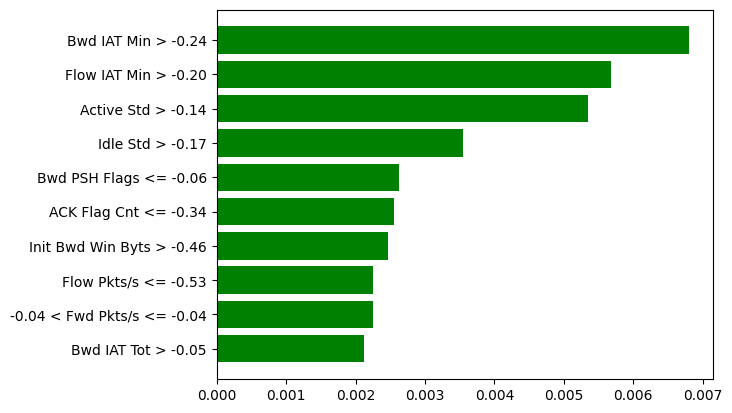 Bwd IAT Min > -0.24
Flow IAT Min > -0.20
Active Std > -0.14
Idle Std > -0.17
Bwd PSH Flags <= -0.06
ACK Flag Cnt <= -0.34
Init Bwd Win Byts > -0.46
Flow Pkts/s <= -0.53
-0.04 < Fwd Pkts/s <= -0.04
Bwd IAT Tot > -0.05
0.000 0.001 0.002 0.003 0.004 0.005 0.006 0.007